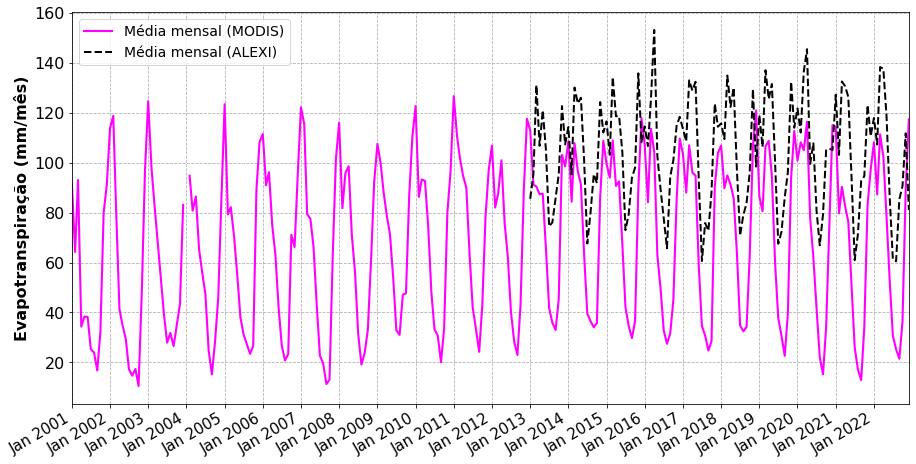 160
140
120
100
80
60
40
20
Evapotranspiração (mm/mês)
Média mensal (MODIS)
Média mensal (ALEXI)
Jan 2001
Jan 2002
Jan 2003
Jan 2004
Jan 2005
Jan 2006
Jan 2007
Jan 2008
Jan 2009
Jan 2010
Jan 2011
Jan 2012
Jan 2013
Jan 2014
Jan 2015
Jan 2016
Jan 2017
Jan 2018
Jan 2019
Jan 2020
Jan 2021
Jan 2022